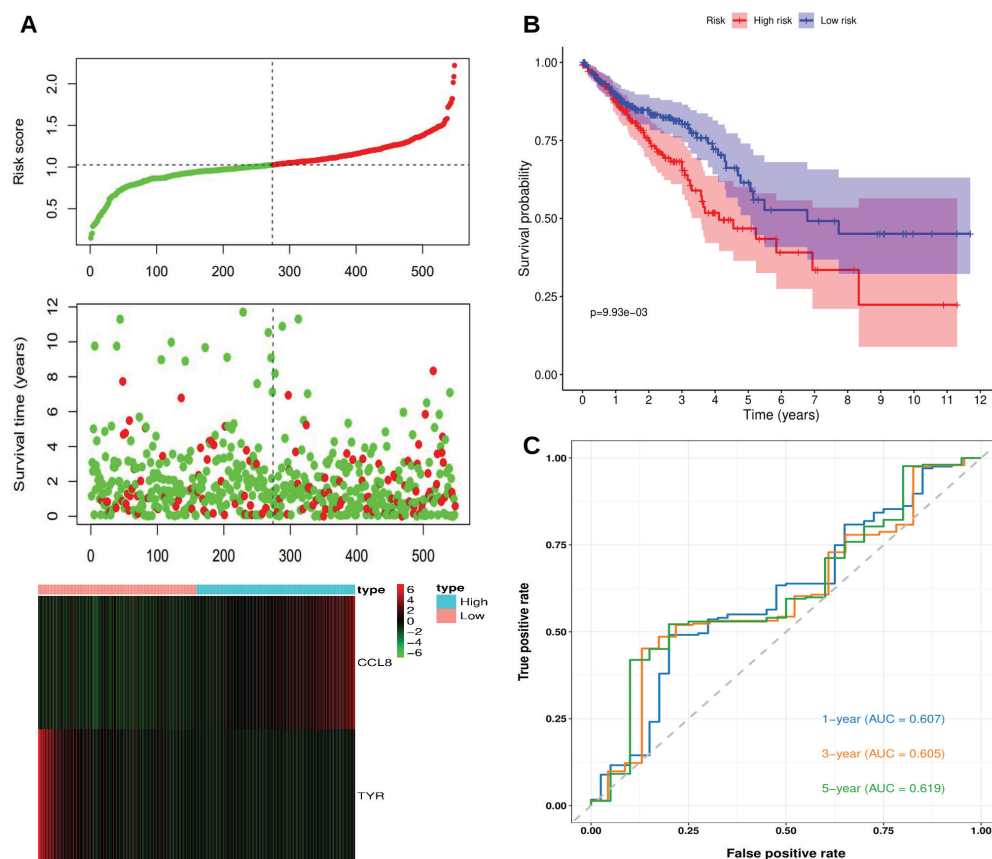 A
Risk score
2.0
1.5
1.0
0.5
0 100 200 300 400 500
Survival time (years)
12
10
8
6
4
2
0
0 100 200 300 400 500
type
CCL8
TYR
6
4
2
0
−2
−4
−6
type
High
Low
B
Risk High risk Low risk
Survival probability
1.00
0.75
0.50
0.25
0.00
p=9.93e−03
0 1 2 3 4 5 6 7 8 9 10 11 12
Time (years)
C
True positive rate
1.00
0.75
0.50
0.25
0.00
1−year (AUC = 0.607)
3−year (AUC = 0.605)
5−year (AUC = 0.619)
0.00 0.25 0.50 0.75 1.00
False positive rate